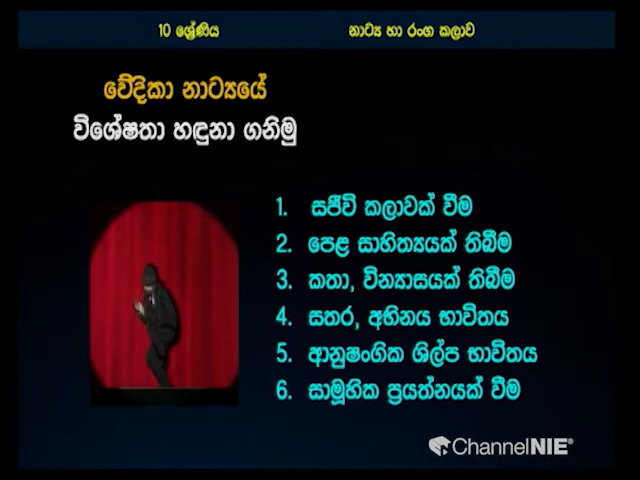 10 ශ්‍රේණිය
නාට්‍ය හා රංග කලාව
වේදිකා නාට්‍යයේ
විශේෂතා හඳුනා ගනිමු
1. සජීවී කලාවක් වීම
2. පෙළ සාහිත්‍යයක් තිබීම
3. කතා, වින්‍යාසයක් තිබීම
4. සතර, අභිනය භාවිතය
5. ආනුෂංගික ශිල්ප භාවිතය
6. සාමූහික ප්‍රයත්නයක් වීම
ChannelNIE®